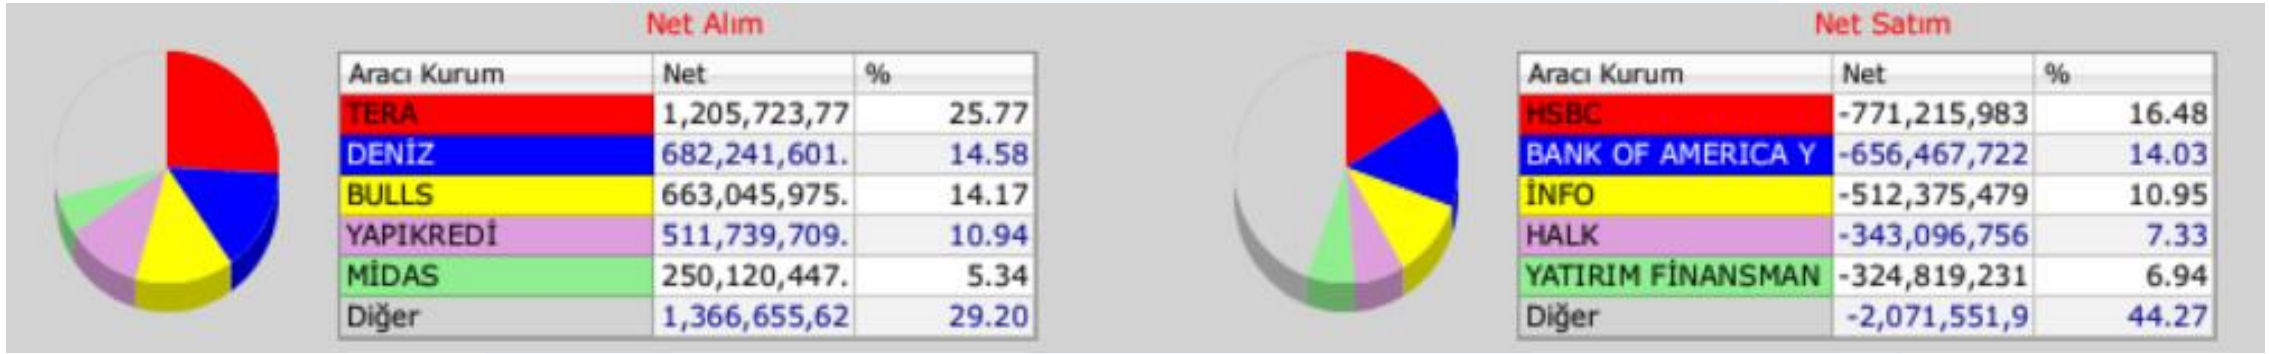 Net Alım
Aracı Kurum Net %
TERA 1,205,723,77 25.77
DENİZ 682,241,601. 14.58
BULLS 663,045,975. 14.17
YAPIKREDİ 511,739,709. 10.94
MİDAS 250,120,447. 5.34
Diğer 1,366,655,62 29.20
Net Satım
Aracı Kurum Net %
HSBC -771,215,983 16.48
BANK OF AMERICA Y -656,467,722 14.03
İNFO -512,375,479 10.95
HALK -343,096,756 7.33
YATIRIM FİNANSMAN -324,819,231 6.94
Diğer -2,071,551,9 44.27